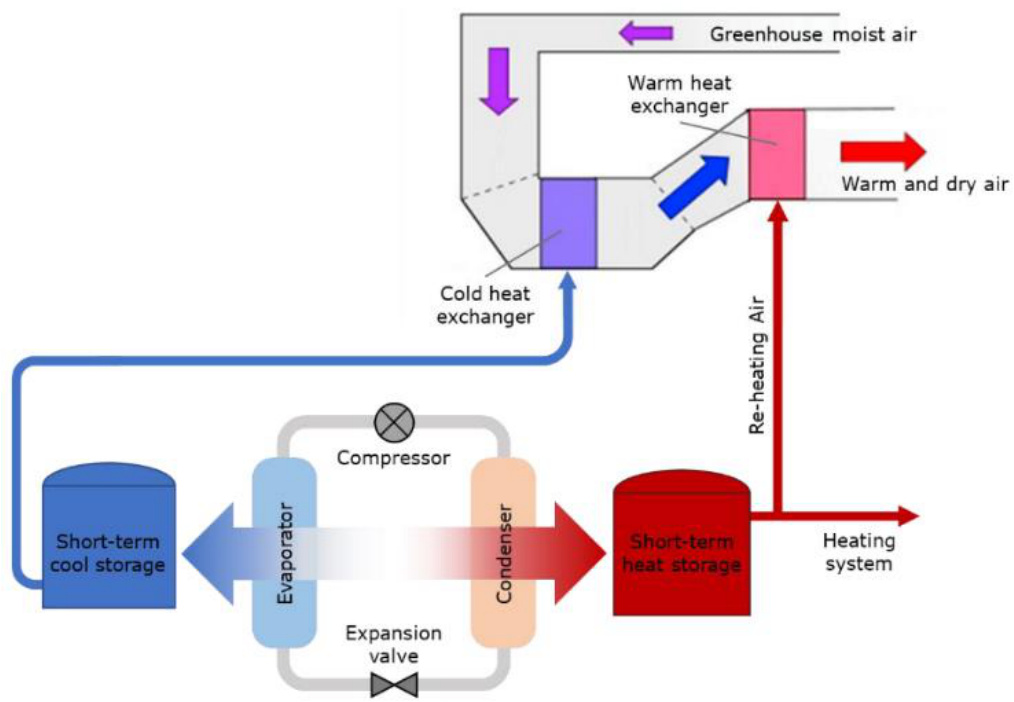 Greenhouse moist air
Warm heat
exchanger
Warm and dry air
Cold heat
exchanger
Re-heating Air
Compressor
Short-term
cool storage
Evaporator
Condenser
Short-term
heat storage
Heating
system
Expansion
valve